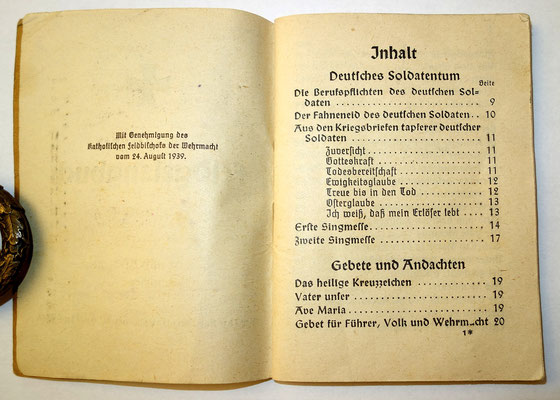 Mit Genehmigung des
Katholischen Feldbischofs der Wehrmacht
vom 24. August 1939.
Inhalt
Deutsches Soldatentum
Seite
Die Berufspflichten des deutschen Sol=
daten 9
Der Fahneneid des deutschen Soldaten 10
Aus den Kriegsbriefen tapferer deutscher
Soldaten 11
Zuversicht 11
Gotteskraft 11
Todesbereitschaft 11
Ewigkeitsglaube 12
Treue bis in den Tod 12
Osterglaube 13
Ich weiß, daß mein Erlöser lebt 13
Erste Singmesse 14
Zweite Singmesse 17
Gebete und Andachten
Das heilige Kreuzzeichen 19
Vater unser 19
Ave Maria 19
Gebet für Führer, Volk und Wehrmacht 20
1*